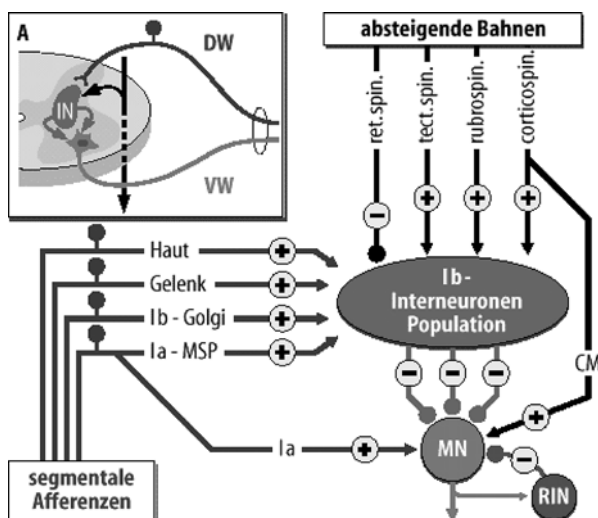 A
DW
IN
VW
absteigende Bahnen
ret.spin.
tect.spin.
rubrospin.
corticospin.
−
+
+
+
Haut
+
Gelenk
+
Ib - Golgi
+
Ia - MSP
+
Ib-
Interneuronen
Population
−
−
−
CM
+
Ia
+
MN
−
RIN
segmentale
Afferenzen